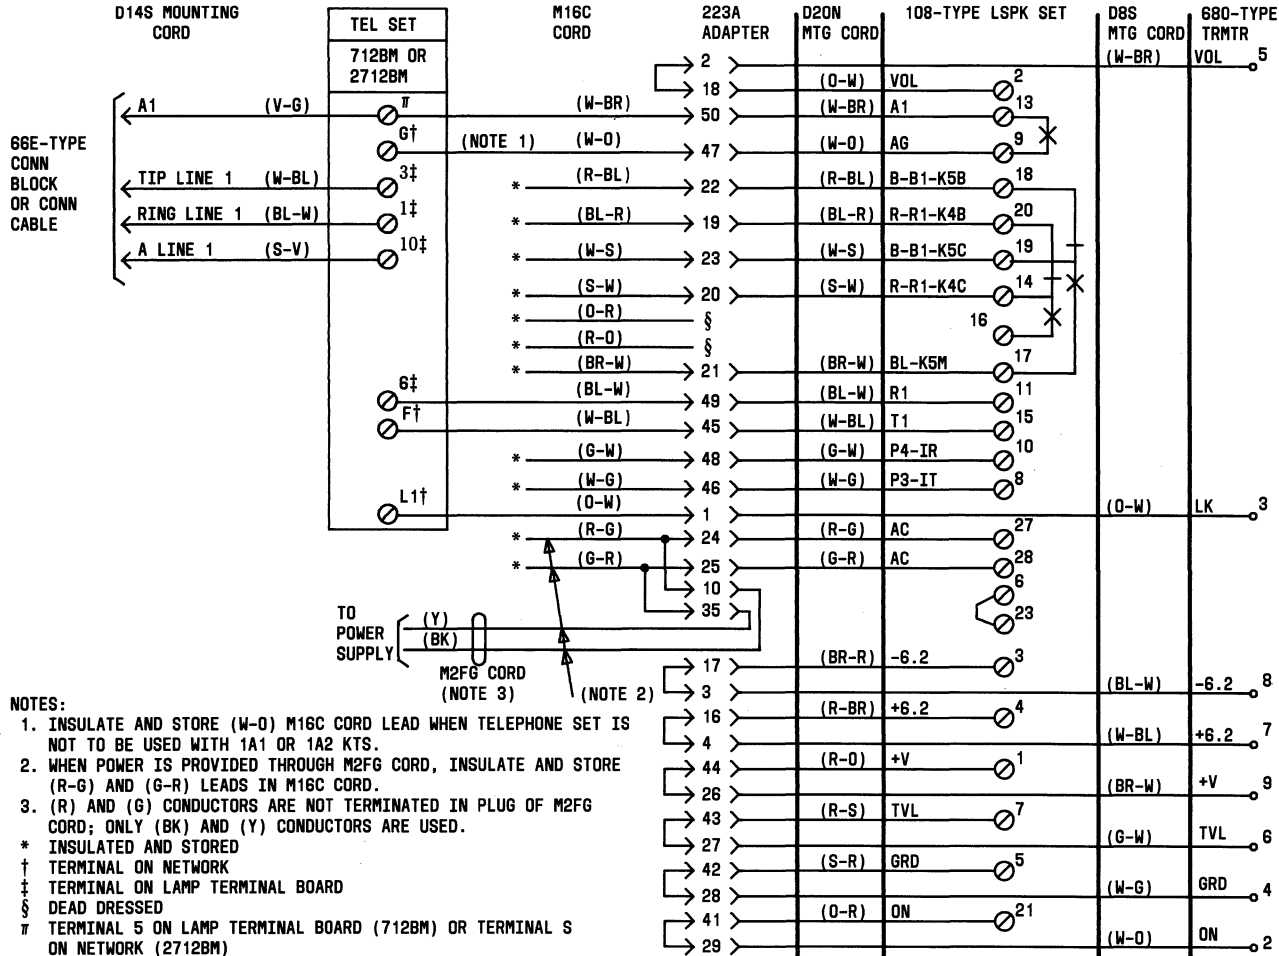 D14S MOUNTING CORD
TEL SET
712BM OR 2712BM
M16C CORD
223A ADAPTER
D20N MTG CORD
108-TYPE LSPK SET
D8S MTG CORD
680-TYPE TRMTR
2 (W-BR) VOL 5
18 (O-W) VOL 2
A1 (V-G) π (W-BR) 50 (W-BR) A1 13
G† (NOTE 1) (W-O) 47 (W-O) AG 9
66E-TYPE CONN BLOCK OR CONN CABLE
TIP LINE 1 (W-BL) 3‡ * (R-BL) 22 (R-BL) B-B1-K5B 18
RING LINE 1 (BL-W) 1‡ * (BL-R) 19 (BL-R) R-R1-K4B 20
A LINE 1 (S-V) 10‡ * (W-S) 23 (W-S) B-B1-K5C 19
* (S-W) 20 (S-W) R-R1-K4C 14
* (O-R) §
16
* (R-O) §
* (BR-W) 21 (BR-W) BL-K5M 17
6‡ (BL-W) 49 (BL-W) R1 11
F† (W-BL) 45 (W-BL) T1 15
* (G-W) 48 (G-W) P4-IR 10
* (W-G) 46 (W-G) P3-IT 8
L1† (O-W) 1 (O-W) LK 3
* (R-G) 24 (R-G) AC 27
* (G-R) 25 (G-R) AC 28
10 6
35 23
TO POWER SUPPLY (Y) (BK)
M2FG CORD (NOTE 3) (NOTE 2)
17 (BR-R) -6.2 3
3 (BL-W) -6.2 8
16 (R-BR) +6.2 4
4 (W-BL) +6.2 7
44 (R-O) +V 1
26 (BR-W) +V 9
43 (R-S) TVL 7
27 (G-W) TVL 6
42 (S-R) GRD 5
28 (W-G) GRD 4
41 (O-R) ON 21
29 (W-O) ON 2
NOTES:
1. INSULATE AND STORE (W-O) M16C CORD LEAD WHEN TELEPHONE SET IS
NOT TO BE USED WITH 1A1 OR 1A2 KTS.
2. WHEN POWER IS PROVIDED THROUGH M2FG CORD, INSULATE AND STORE
(R-G) AND (G-R) LEADS IN M16C CORD.
3. (R) AND (G) CONDUCTORS ARE NOT TERMINATED IN PLUG OF M2FG
CORD; ONLY (BK) AND (Y) CONDUCTORS ARE USED.
* INSULATED AND STORED
† TERMINAL ON NETWORK
‡ TERMINAL ON LAMP TERMINAL BOARD
§ DEAD DRESSED
π TERMINAL 5 ON LAMP TERMINAL BOARD (712BM) OR TERMINAL S
ON NETWORK (2712BM)